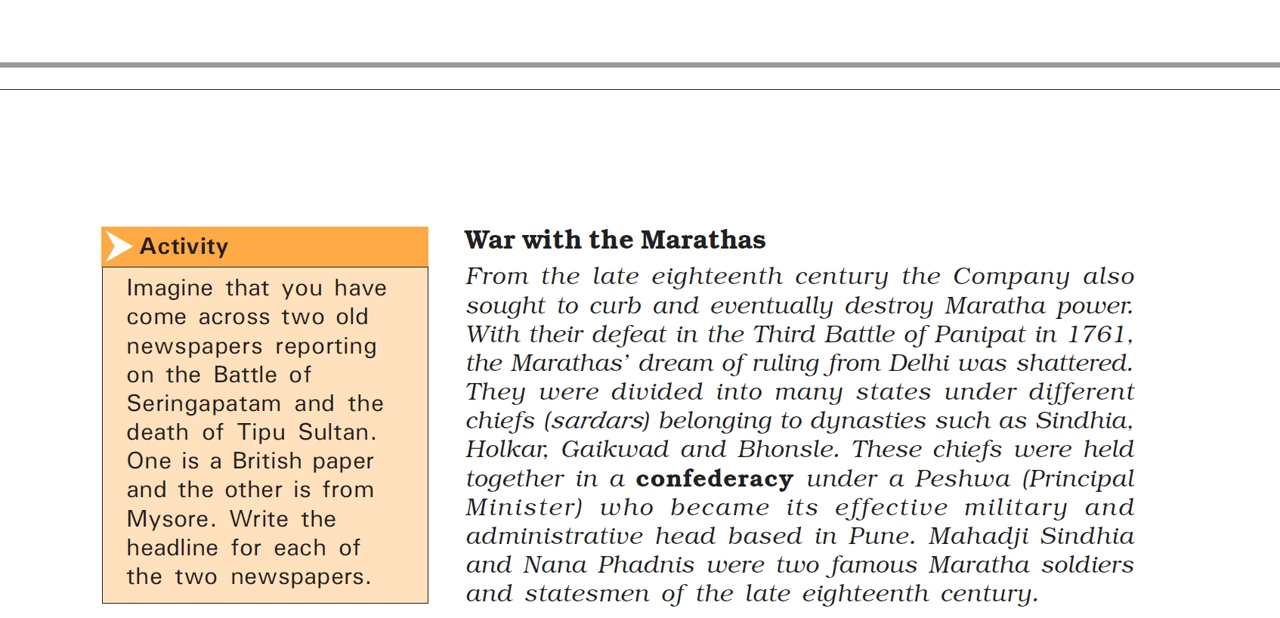 Activity
Imagine that you have
come across two old
newspapers reporting
on the Battle of
Seringapatam and the
death of Tipu Sultan.
One is a British paper
and the other is from
Mysore. Write the
headline for each of
the two newspapers.
War with the Marathas
From the late eighteenth century the Company also
sought to curb and eventually destroy Maratha power.
With their defeat in the Third Battle of Panipat in 1761,
the Marathas’ dream of ruling from Delhi was shattered.
They were divided into many states under different
chiefs (sardars) belonging to dynasties such as Sindhia,
Holkar, Gaikwad and Bhonsle. These chiefs were held
together in a confederacy under a Peshwa (Principal
Minister) who became its effective military and
administrative head based in Pune. Mahadji Sindhia
and Nana Phadnis were two famous Maratha soldiers
and statesmen of the late eighteenth century.